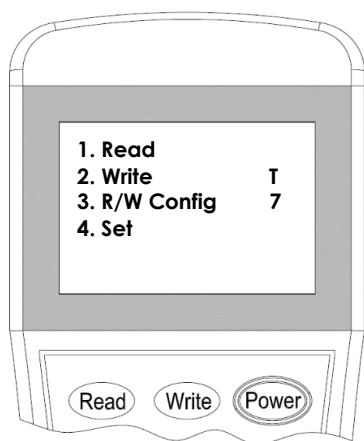 1. Read
2. Write T
3. R/W Config 7
4. Set
Read Write Power